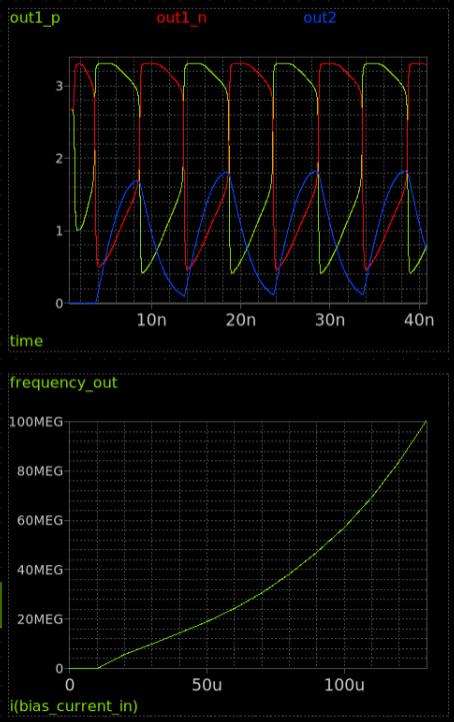 out1_p out1_n out2
3
2
1
0
10n 20n 30n 40n
time
frequency_out
100MEG
80MEG
60MEG
40MEG
20MEG
0
0 50u 100u
i(bias_current_in)